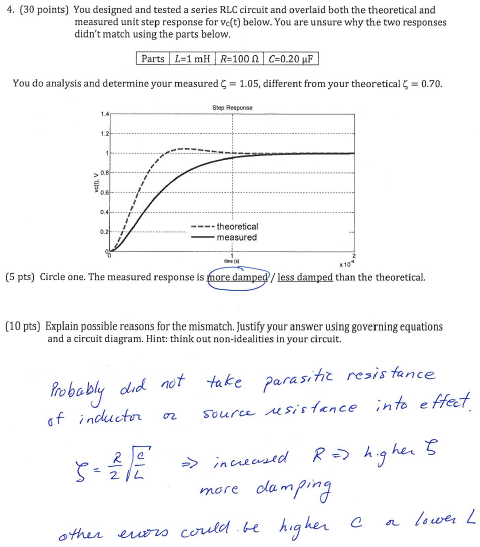 4. (30 points) You designed and tested a series RLC circuit and overlaid both the theoretical and
measured unit step response for vc(t) below. You are unsure why the two responses
didn't match using the parts below.
Parts L=1 mH R=100 Ω C=0.20 μF
You do analysis and determine your measured ζ = 1.05, different from your theoretical ζ = 0.70.
Step Response
1.4
1.2
1
0.8
0.6
0.4
0.2
0
vc(t), V
theoretical
measured
0 1 2
time (s)
x 10⁻⁴
(5 pts) Circle one. The measured response is more damped / less damped than the theoretical.
(10 pts) Explain possible reasons for the mismatch. Justify your answer using governing equations
and a circuit diagram. Hint: think out non-idealities in your circuit.
Probably did not take parasitic resistance
of inductor or source resistance into effect.
ζ = R/2 √(C/L) ⇒ increased R ⇒ higher ζ
more damping
other errors could be higher C or lower L